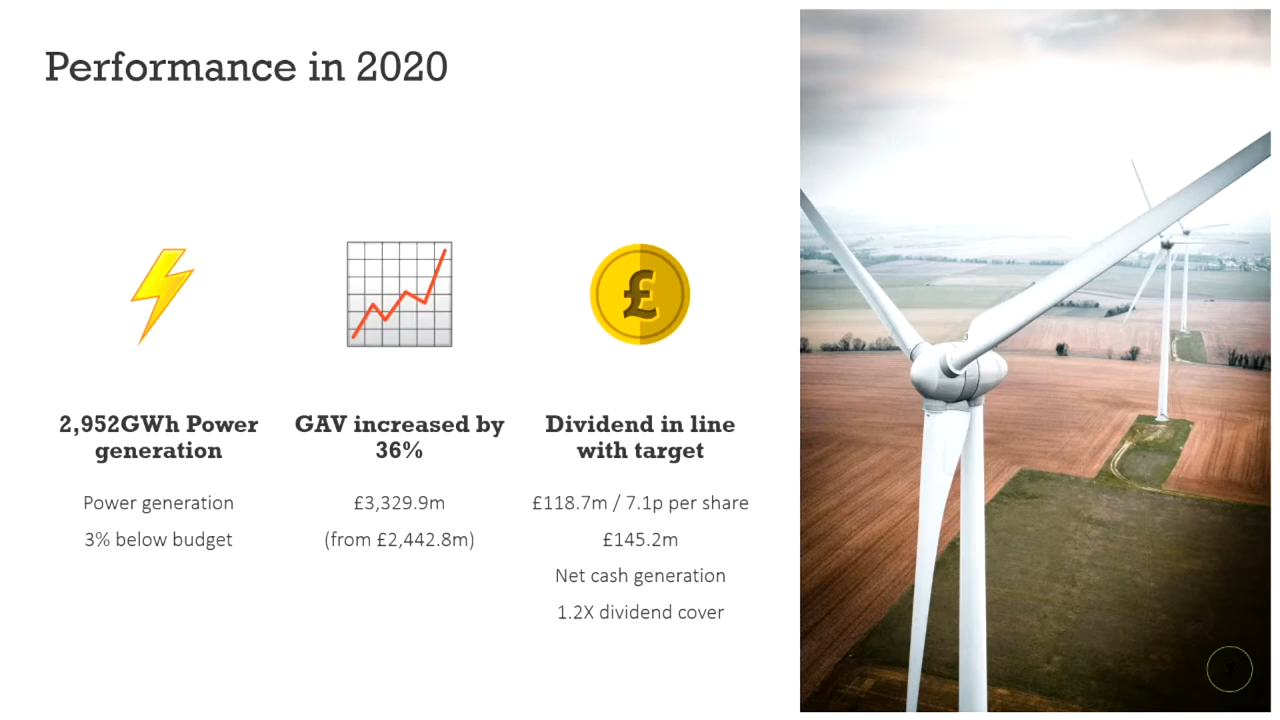 Performance in 2020
£
2,952GWh Power
generation
Power generation
3% below budget
GAV increased by
36%
£3,329.9m
(from £2,442.8m)
Dividend in line
with target
£118.7m / 7.1p per share
£145.2m
Net cash generation
1.2X dividend cover